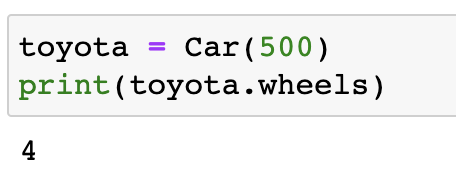 toyota = Car(500)
print(toyota.wheels)
4